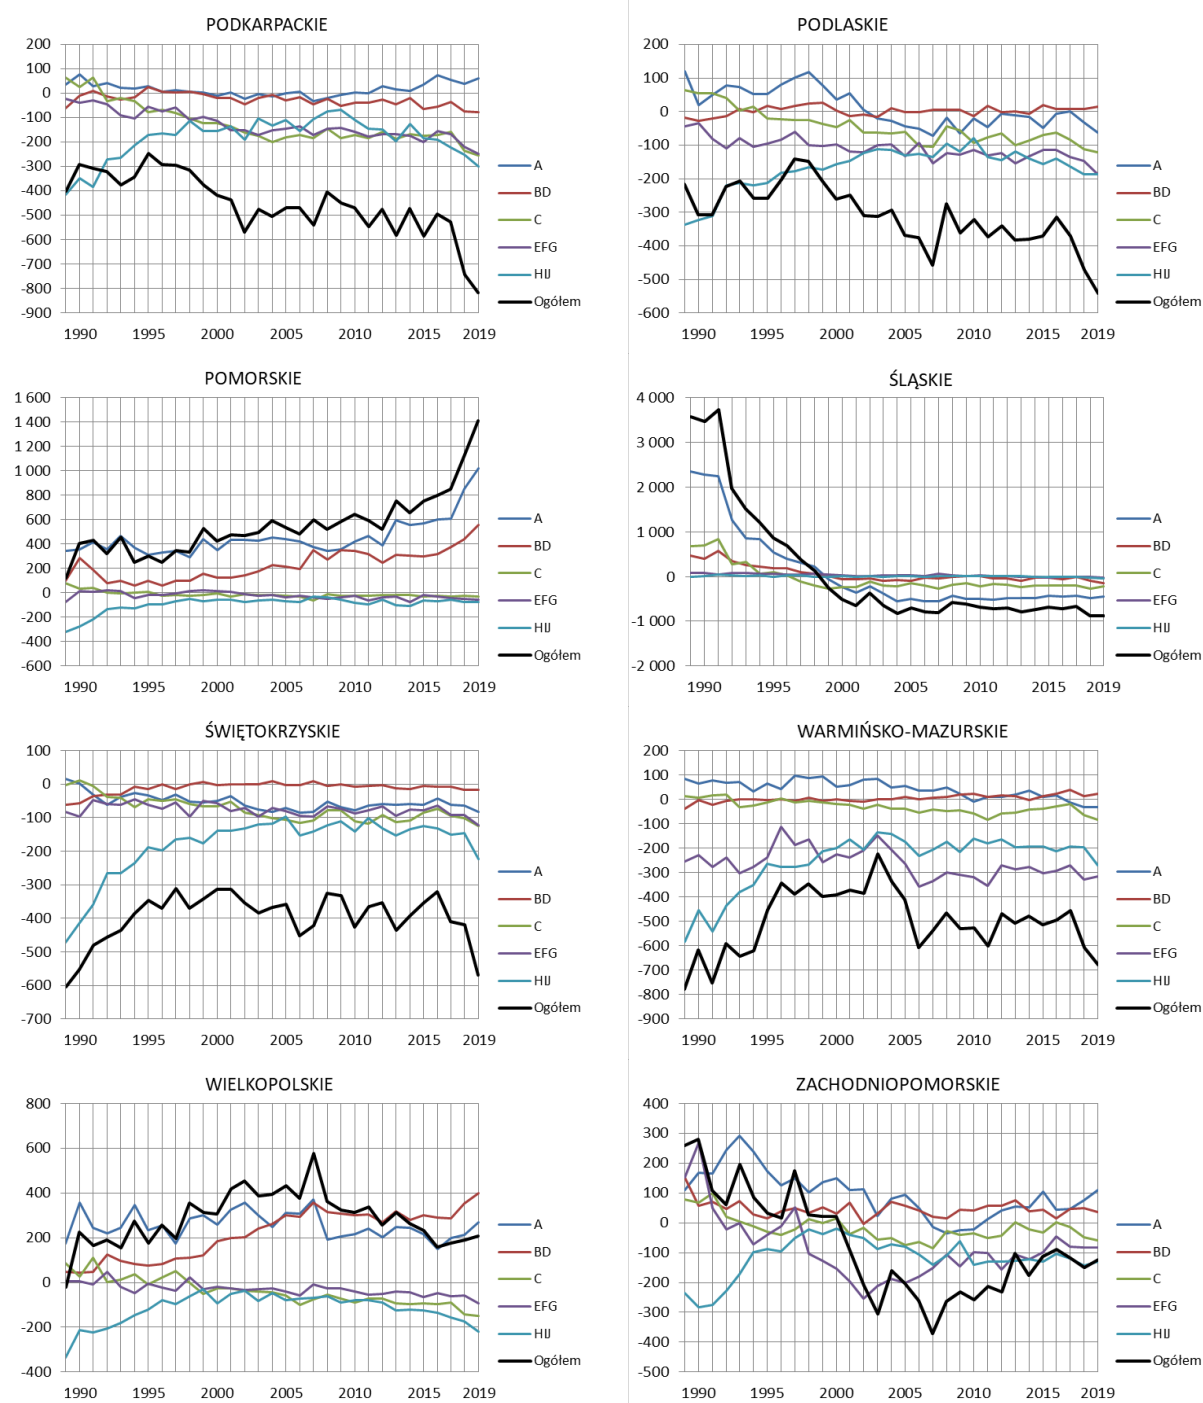 PODKARPACKIE
200
100
0
-100
-200
-300
-400
-500
-600
-700
-800
-900
1990 1995 2000 2005 2010 2015 2019
A
BD
C
EFG
HIJ
Ogółem
PODLASKIE
200
100
0
-100
-200
-300
-400
-500
-600
1990 1995 2000 2005 2010 2015 2019
A
BD
C
EFG
HIJ
Ogółem
POMORSKIE
1 600
1 400
1 200
1 000
800
600
400
200
0
-200
-400
-600
1990 1995 2000 2005 2010 2015 2019
A
BD
C
EFG
HIJ
Ogółem
ŚLĄSKIE
4 000
3 000
2 000
1 000
0
-1 000
-2 000
1990 1995 2000 2005 2010 2015 2019
A
BD
C
EFG
HIJ
Ogółem
ŚWIĘTOKRZYSKIE
100
0
-100
-200
-300
-400
-500
-600
-700
1990 1995 2000 2005 2010 2015 2019
A
BD
C
EFG
HIJ
Ogółem
WARMIŃSKO-MAZURSKIE
200
100
0
-100
-200
-300
-400
-500
-600
-700
-800
-900
1990 1995 2000 2005 2010 2015 2019
A
BD
C
EFG
HIJ
Ogółem
WIELKOPOLSKIE
800
600
400
200
0
-200
-400
1990 1995 2000 2005 2010 2015 2019
A
BD
C
EFG
HIJ
Ogółem
ZACHODNIOPOMORSKIE
400
300
200
100
0
-100
-200
-300
-400
-500
1990 1995 2000 2005 2010 2015 2019
A
BD
C
EFG
HIJ
Ogółem